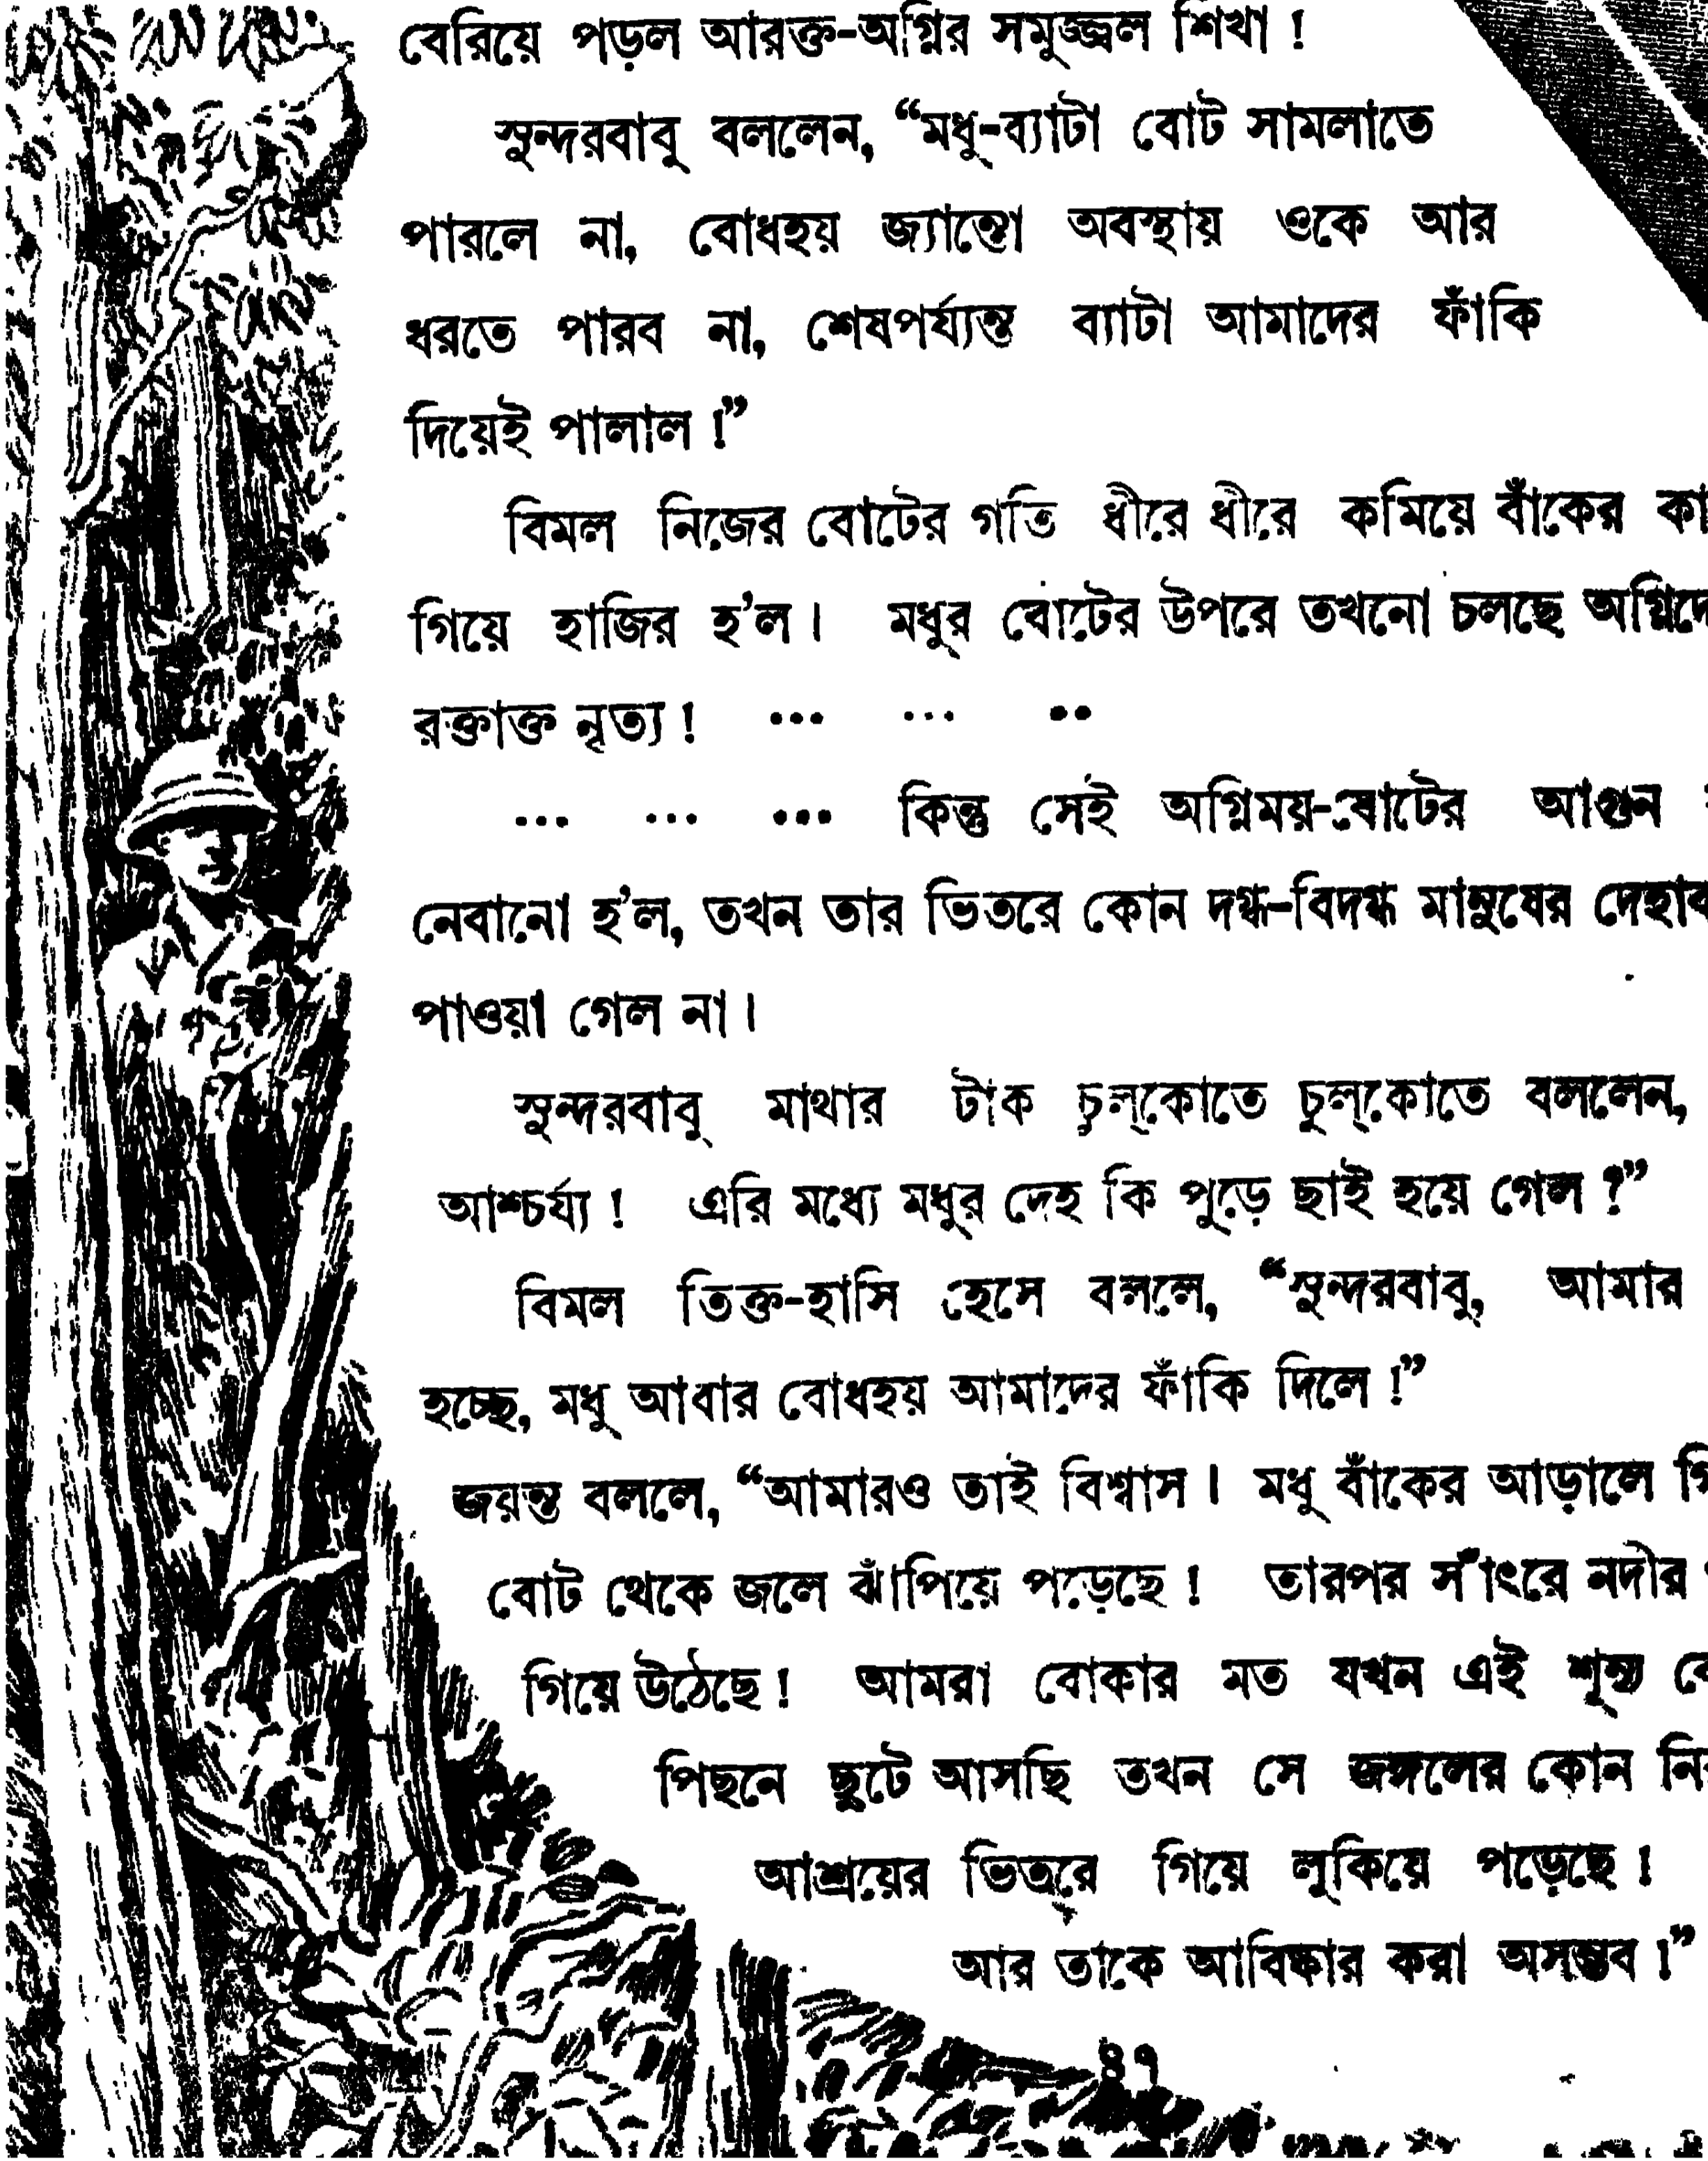 বেরিয়ে পড়ল আরক্ত-অগ্নির সমুজ্জ্বল শিখা !
সুন্দরবাবু বললেন, “মধু-ব্যাটা বোট সামলাতে
পারলে না, বোধহয় জ্যান্তো অবস্থায় ওকে আর
ধরতে পারব না, শেষপর্য্যন্ত ব্যাটা আমাদের ফাঁকি
দিয়েই পালাল !”
বিমল নিজের বোটের গতি ধীরে ধীরে কমিয়ে বাঁকের কা
গিয়ে হাজির হ’ল। মধুর বোটের উপরে তখনো চলছে অগ্নিদে
রক্তাক্ত নৃত্য ! ... ... ..
... ... ... কিন্তু সেই অগ্নিময়-বোটের আগুন
নেবানো হ’ল, তখন তার ভিতরে কোন দগ্ধ-বিদগ্ধ মানুষের দেহাব
পাওয়া গেল না।
সুন্দরবাবু মাথার টাক চুল্‌কোতে চুল্‌কোতে বললেন,
আশ্চর্য্য ! এরি মধ্যে মধুর দেহ কি পুড়ে ছাই হয়ে গেল ?”
বিমল তিক্ত-হাসি হেসে বললে, “সুন্দরবাবু, আমার
হচ্ছে, মধু আবার বোধহয় আমাদের ফাঁকি দিলে !”
জয়ন্ত বললে, “আমারও তাই বিশ্বাস। মধু বাঁকের আড়ালে গি
বোট থেকে জলে ঝাঁপিয়ে পড়েছে ! তারপর সাঁৎরে নদীর
গিয়ে উঠেছে ! আমরা বোকার মত যখন এই শূন্য বো
পিছনে ছুটে আসছি তখন সে জঙ্গলের কোন নি
আশ্রয়ের ভিতরে গিয়ে লুকিয়ে পড়েছে !
আর তাকে আবিষ্কার করা অসম্ভব।”
৪৭